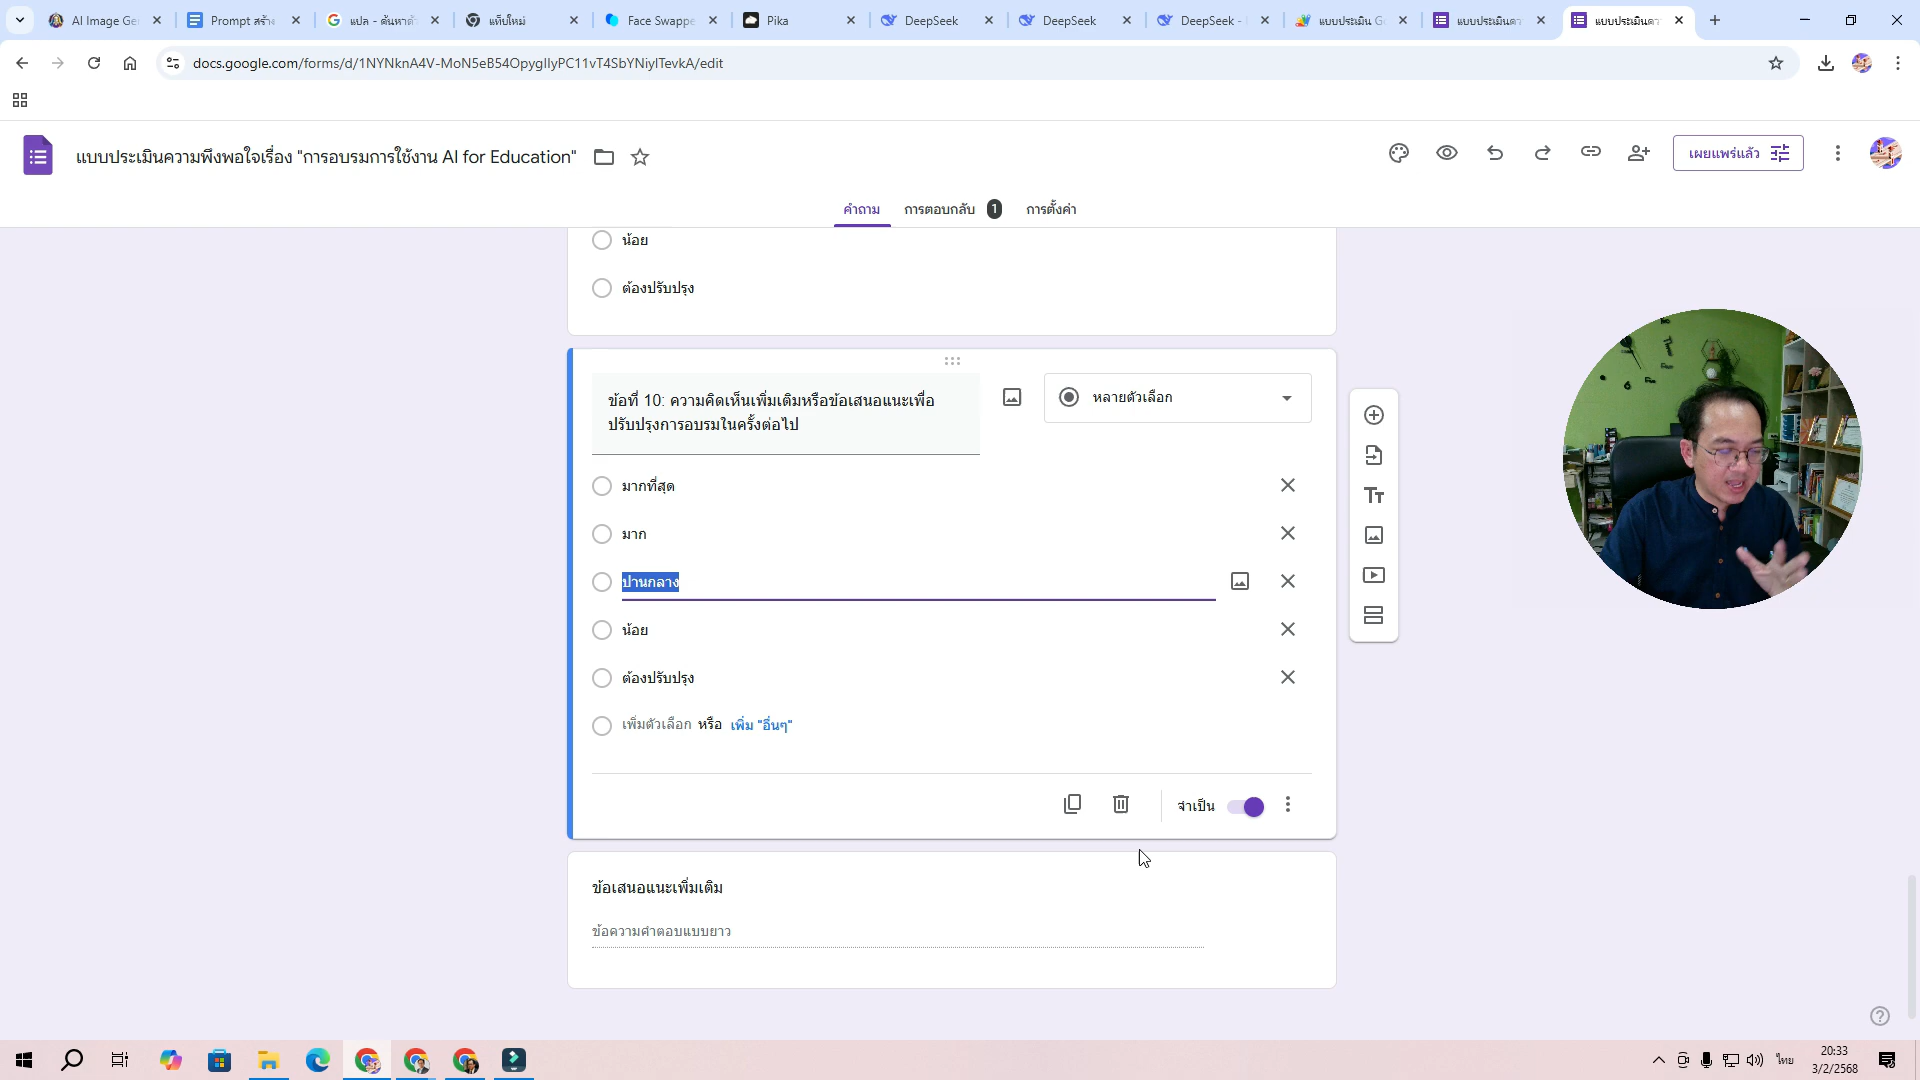 AI Image Ge
Prompt สร้าง
แปล - ค้นหาด้
แท็บใหม่
Face Swappe
Pika
DeepSeek
DeepSeek
DeepSeek -
แบบประเมิน G
แบบประเมินคว
แบบประเมินคว
docs.google.com/forms/d/1NYNknA4V-MoN5eB54OpygIlyPC11vT4SbYNiyITevkA/edit
แบบประเมินความพึงพอใจเรื่อง "การอบรมการใช้งาน AI for Education"
เผยแพร่แล้ว
คำถาม
การตอบกลับ 1
การตั้งค่า
น้อย
ต้องปรับปรุง
ข้อที่ 10: ความคิดเห็นเพิ่มเติมหรือข้อเสนอแนะเพื่อ
ปรับปรุงการอบรมในครั้งต่อไป
หลายตัวเลือก
มากที่สุด
มาก
ปานกลาง
น้อย
ต้องปรับปรุง
เพิ่มตัวเลือก หรือ เพิ่ม "อื่นๆ"
จำเป็น
ข้อเสนอแนะเพิ่มเติม
ข้อความคำตอบแบบยาว
ไทย
20:33
3/2/2568